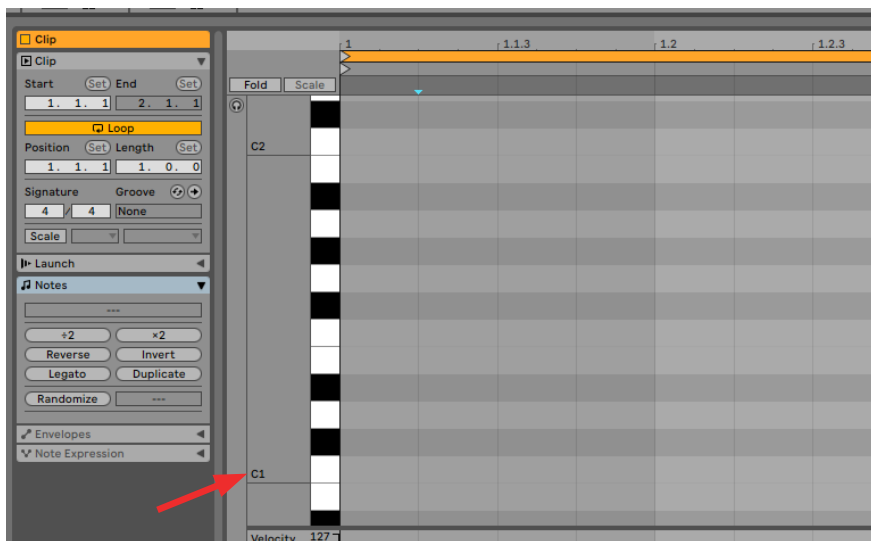 Clip
Clip
Start Set End Set
1. 1. 1 2. 1. 1
Loop
Position Set Length Set
1. 1. 1 1. 0. 0
Signature Groove
4 / 4 None
Scale
Launch
Notes
---
÷2 ×2
Reverse Invert
Legato Duplicate
Randomize ---
Envelopes
Note Expression
1 1.1.3 1.2 1.2.3
Fold Scale
C2
C1
Velocity 127